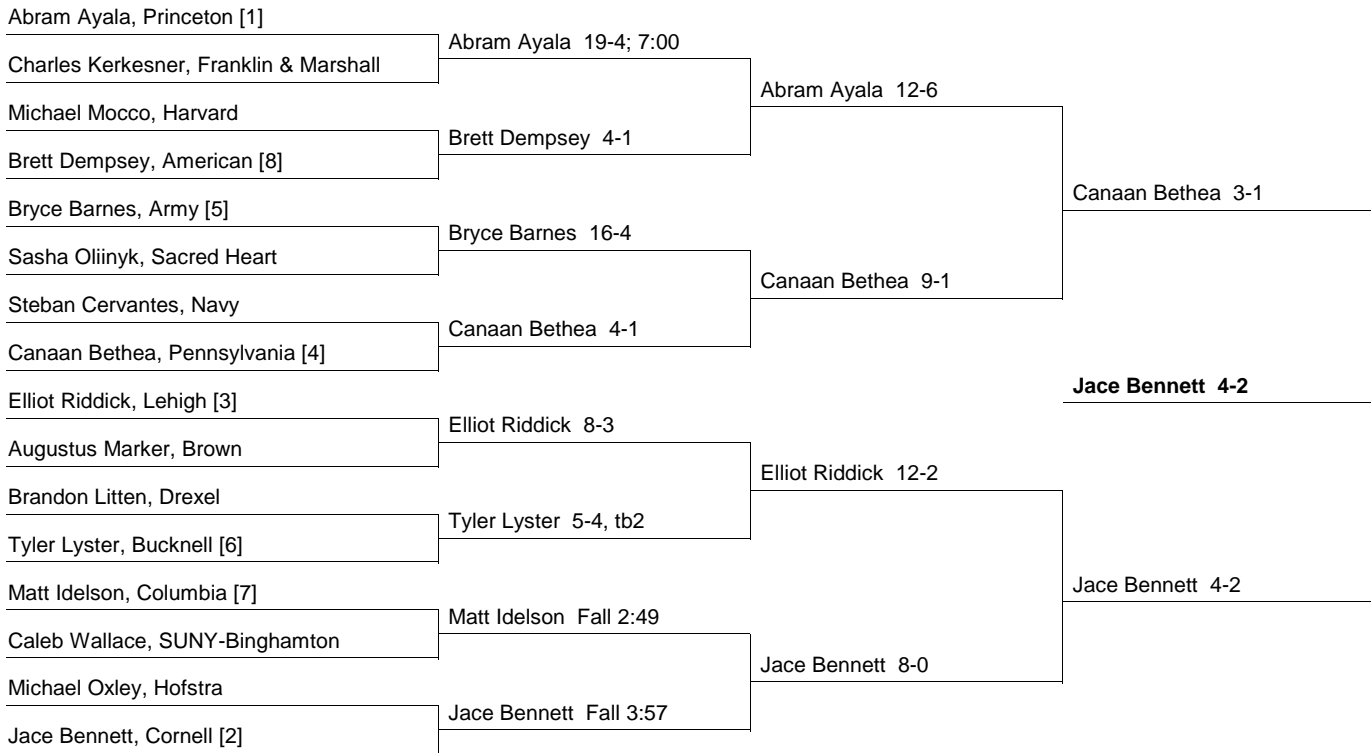 Abram Ayala, Princeton [1]
Charles Kerkesner, Franklin & Marshall
Michael Mocco, Harvard
Brett Dempsey, American [8]
Bryce Barnes, Army [5]
Sasha Oliinyk, Sacred Heart
Steban Cervantes, Navy
Canaan Bethea, Pennsylvania [4]
Elliot Riddick, Lehigh [3]
Augustus Marker, Brown
Brandon Litten, Drexel
Tyler Lyster, Bucknell [6]
Matt Idelson, Columbia [7]
Caleb Wallace, SUNY-Binghamton
Michael Oxley, Hofstra
Jace Bennett, Cornell [2]
Abram Ayala 19-4; 7:00
Brett Dempsey 4-1
Bryce Barnes 16-4
Canaan Bethea 4-1
Elliot Riddick 8-3
Tyler Lyster 5-4, tb2
Matt Idelson Fall 2:49
Jace Bennett Fall 3:57
Abram Ayala 12-6
Canaan Bethea 9-1
Elliot Riddick 12-2
Jace Bennett 8-0
Canaan Bethea 3-1
Jace Bennett 4-2
Jace Bennett 4-2